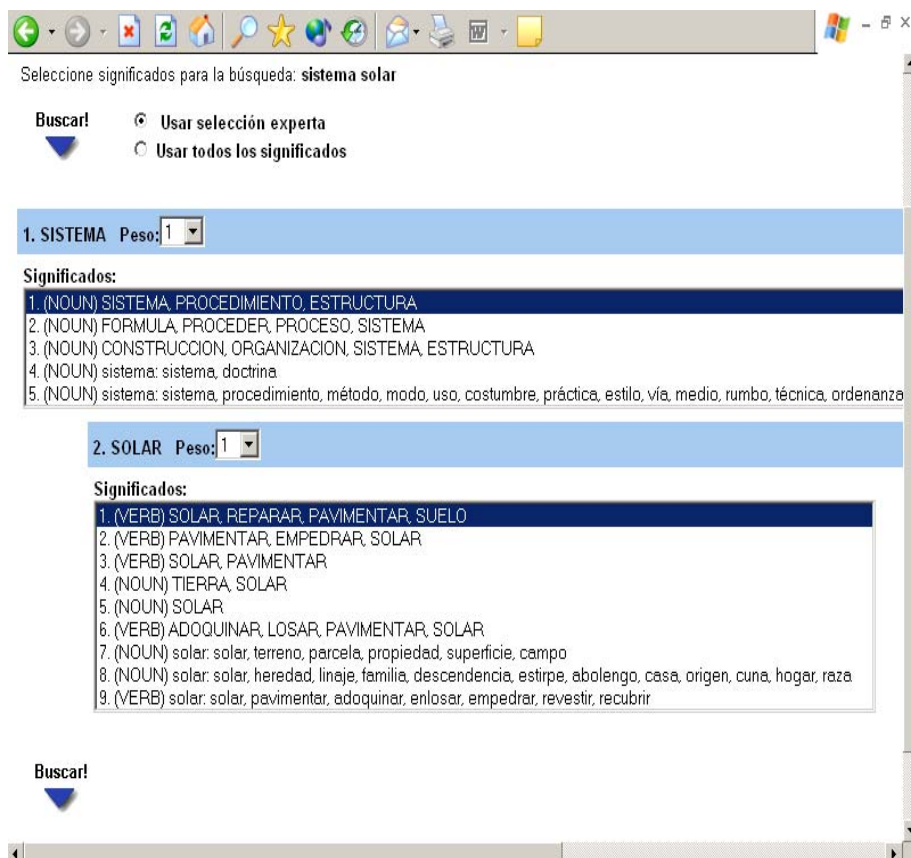 Seleccione significados para la búsqueda: sistema solar
Buscar!
Usar selección experta
Usar todos los significados
1. SISTEMA Peso: 1
Significados:
1. (NOUN) SISTEMA, PROCEDIMIENTO, ESTRUCTURA
2. (NOUN) FORMULA, PROCEDER, PROCESO, SISTEMA
3. (NOUN) CONSTRUCCION, ORGANIZACION, SISTEMA, ESTRUCTURA
4. (NOUN) sistema: sistema, doctrina
5. (NOUN) sistema: sistema, procedimiento, método, modo, uso, costumbre, práctica, estilo, vía, medio, rumbo, técnica, ordenanza
2. SOLAR Peso: 1
Significados:
1. (VERB) SOLAR, REPARAR, PAVIMENTAR, SUELO
2. (VERB) PAVIMENTAR, EMPEDRAR, SOLAR
3. (VERB) SOLAR, PAVIMENTAR
4. (NOUN) TIERRA, SOLAR
5. (NOUN) SOLAR
6. (VERB) ADOQUINAR, LOSAR, PAVIMENTAR, SOLAR
7. (NOUN) solar: solar, terreno, parcela, propiedad, superficie, campo
8. (NOUN) solar: solar, heredad, linaje, familia, descendencia, estirpe, abolengo, casa, origen, cuna, hogar, raza
9. (VERB) solar: solar, pavimentar, adoquinar, enlosar, empedrar, revestir, recubrir
Buscar!